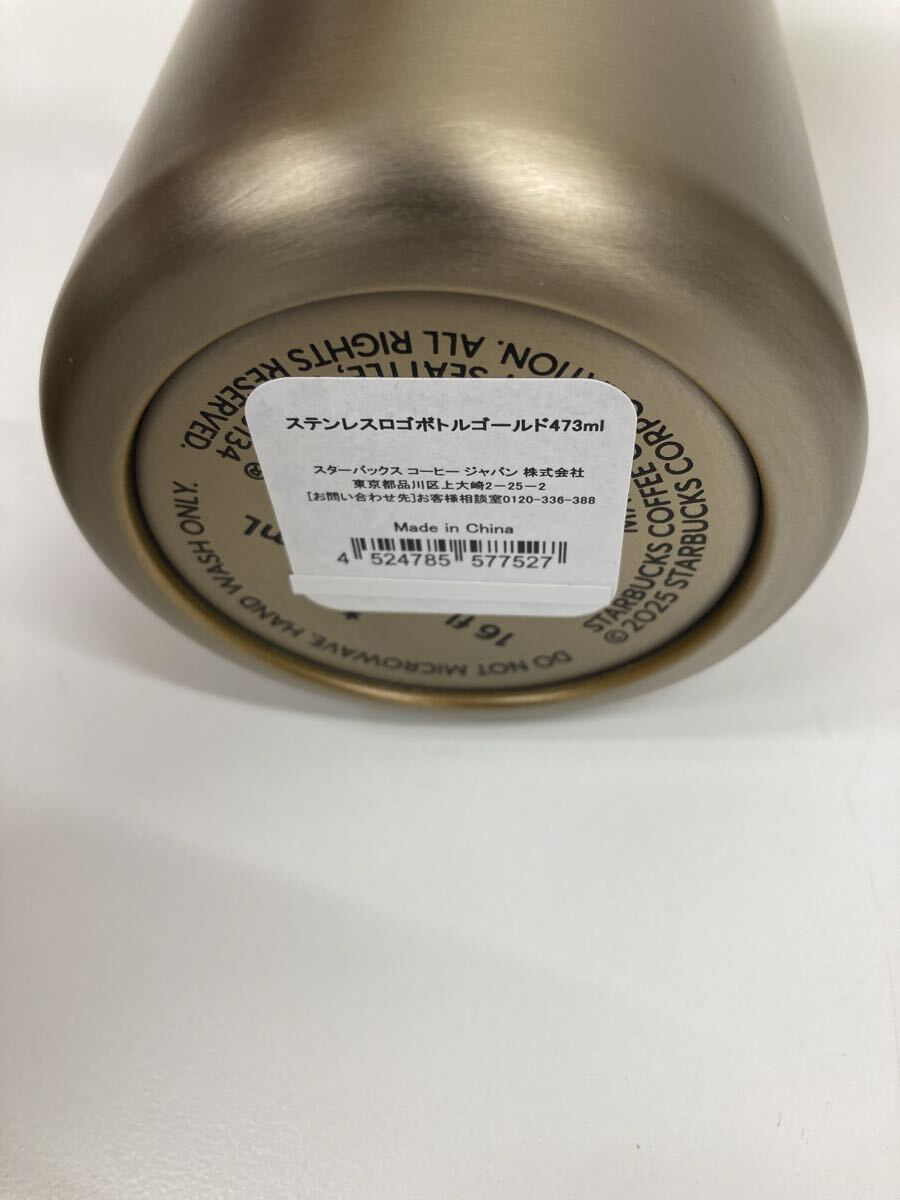 ステンレスロゴボトルゴールド473ml
スターバックス コーヒー ジャパン 株式会社
東京都品川区上大崎2-25-2
[お問い合わせ先]お客様相談室0120-336-388
Made in China
4 524785 577527
©2025 STARBUCKS CORP
TION. ALL RIGHTS RESERVED.
STARBUCKS COFFEE
SEATTLE,
134
®
16 fl
mL
DO NOT MICROWAVE HAND WASH ONLY.